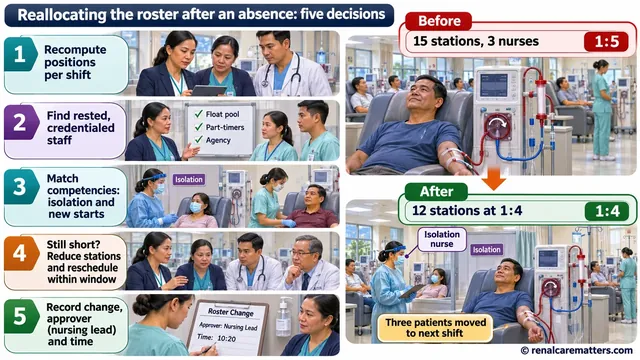 Reallocating the roster after an absence: five decisions
1
Recompute
positions
per shift
2
Find rested,
credentialed
staff
✓ Float pool
✓ Part-timers
✓ Agency
3
Match
competencies:
isolation and
new starts
Isolation
4
Still short?
Reduce stations
and reschedule
within window
5
Record change,
approver
(nursing lead)
and time
Roster Change
Approver: Nursing Lead
Time: 10:20
Before
15 stations, 3 nurses
1:5
After
12 stations at 1:4
1:4
Isolation
nurse
Isolation
Three patients moved
to next shift
© renalcarematters.com